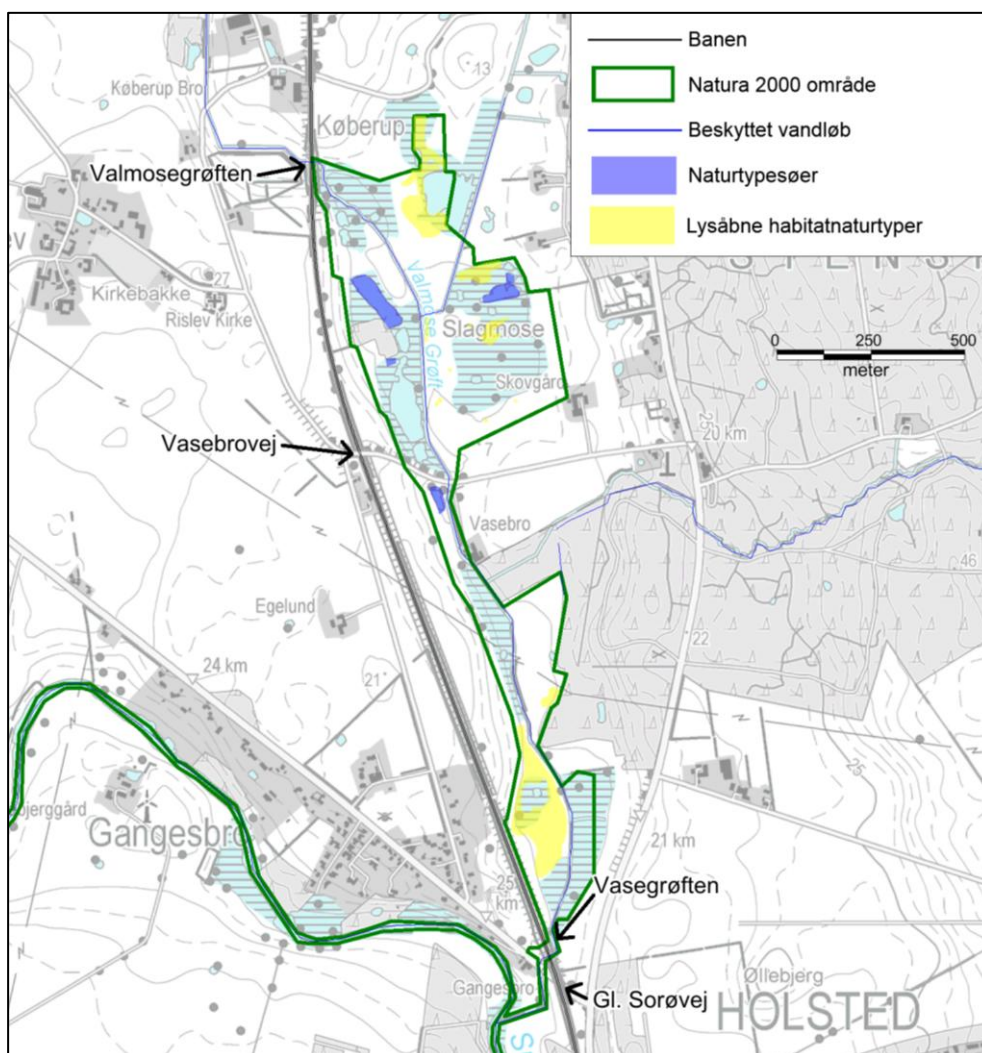 Banen
Natura 2000 område
Beskyttet vandløb
Naturtypesøer
Lysåbne habitatnaturtyper
0 250 500
meter
Køberup Bro
13
Køberup
Valmosegrøften
Kirkebakke
27
Rislev Kirke
Valmose Grøft
Slagmose
Skovgård
Vasebrovej
7
25
20 km
Vasebro
46
Egelund
22
24 km
21
Gangesbro
21 km
25
km
Vasegrøften
Gangesbro
Gl. Sorøvej
Øllebjerg
HOLSTED